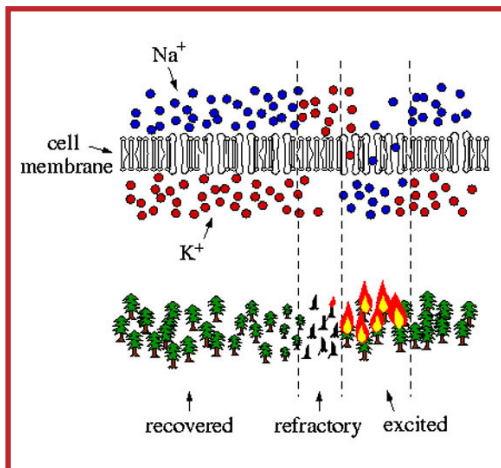 Na+
cell
membrane
K+
recovered
refractory
excited